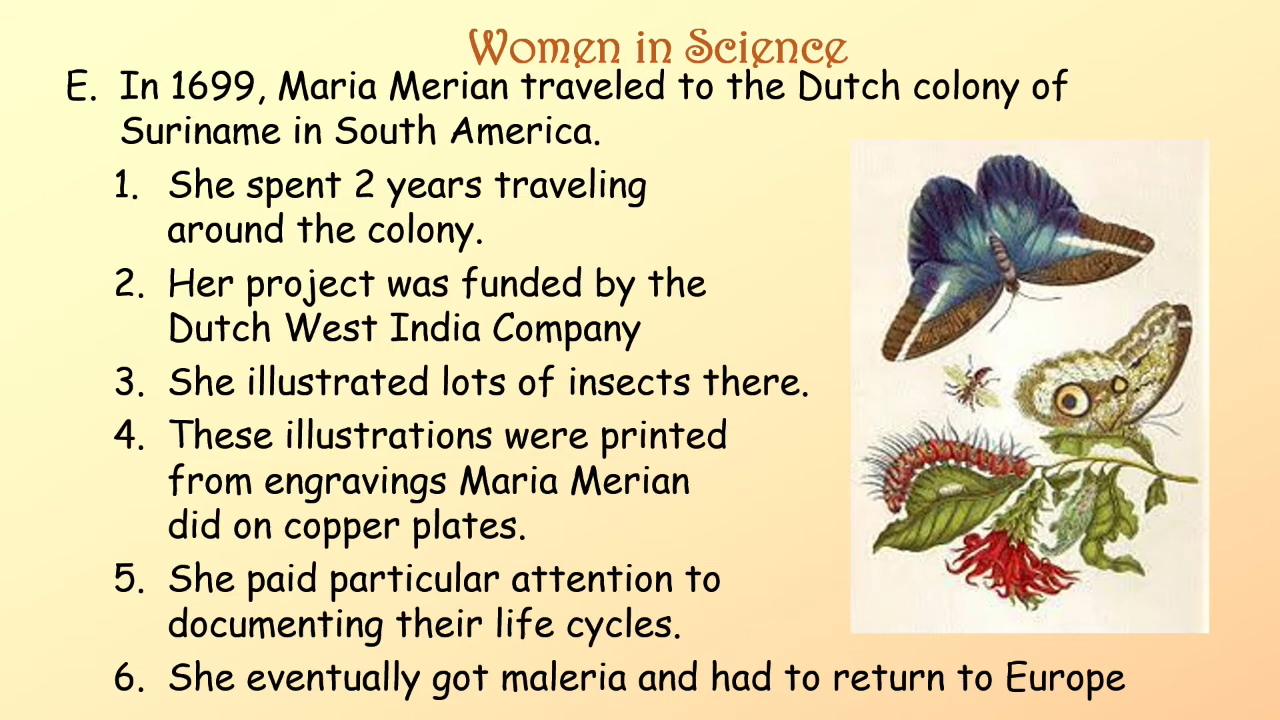 Women in Science
E. In 1699, Maria Merian traveled to the Dutch colony of
Suriname in South America.
1. She spent 2 years traveling
around the colony.
2. Her project was funded by the
Dutch West India Company
3. She illustrated lots of insects there.
4. These illustrations were printed
from engravings Maria Merian
did on copper plates.
5. She paid particular attention to
documenting their life cycles.
6. She eventually got maleria and had to return to Europe